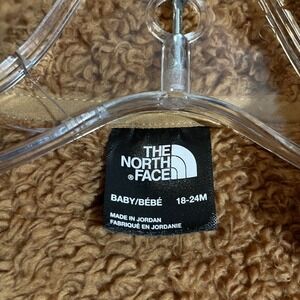 THE
NORTH
FACE
BABY/BÉBÉ 18-24M
MADE IN JORDAN
FABRIQUÉ EN JORDANIE